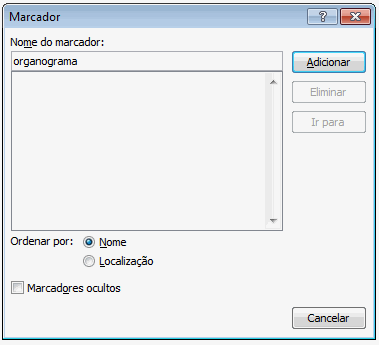 Marcador
Nome do marcador:
organograma
Adicionar
Eliminar
Ir para
Ordenar por: Nome
Localização
Marcadores ocultos
Cancelar